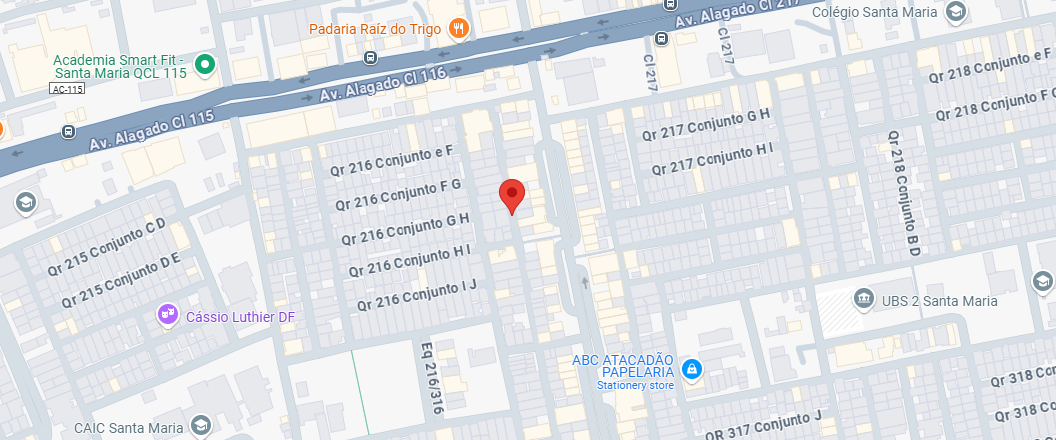 Av. Alagado Cl 217
Colégio Santa Maria
Padaria Raíz do Trigo
Academia Smart Fit -
Santa Maria QCL 115
AC-115
Av. Alagado Cl 116
Av. Alagado Cl 115
Cl 217
Cl 217
Qr 218 Conjunto e F
Qr 218 Conjunto F G
Qr 217 Conjunto G H
Qr 217 Conjunto H I
Qr 218 Conjunto B D
Qr 216 Conjunto e F
Qr 216 Conjunto F G
Qr 216 Conjunto G H
Qr 216 Conjunto H I
Qr 216 Conjunto I J
Qr 215 Conjunto C D
Qr 215 Conjunto D E
Cássio Luthier DF
UBS 2 Santa Maria
Eq 216/316
ABC ATACADÃO
PAPELARIA
Stationery store
Qr 318 Con
Qr 318 C
QR 317 Conjunto J
CAIC Santa Maria